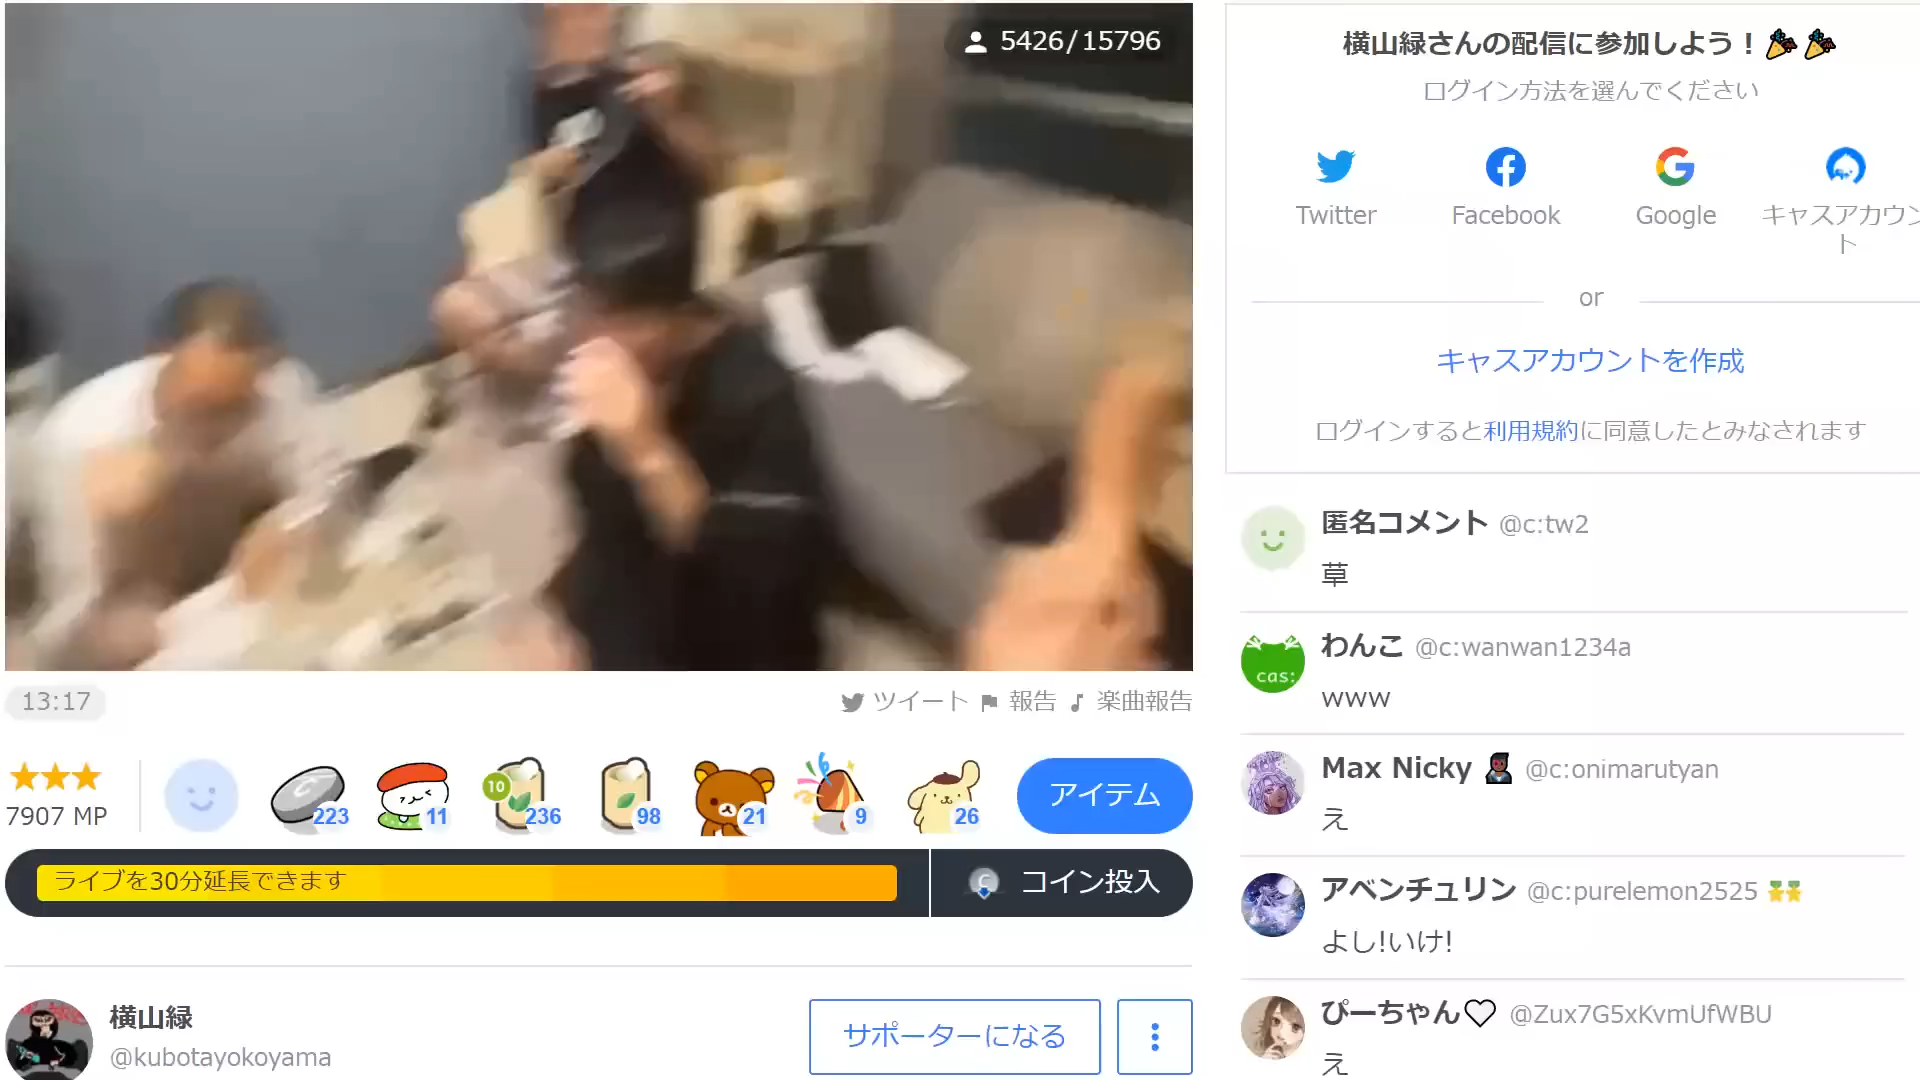 5426/15796
13:17
ツイート 報告 楽曲報告
7907 MP
223
11
10
236
98
21
9
26
アイテム
ライブを30分延長できます
コイン投入
横山緑
@kubotayokoyama
サポーターになる
横山緑さんの配信に参加しよう！
ログイン方法を選んでください
Twitter
Facebook
Google
キャスアカウン
ト
or
キャスアカウントを作成
ログインすると利用規約に同意したとみなされます
匿名コメント @c:tw2
草
わんこ @c:wanwan1234a
cas:
www
Max Nicky @c:onimarutyan
え
アベンチュリン @c:purelemon2525
よし!いけ!
ぴーちゃん♡ @Zux7G5xKvmUfWBU
え